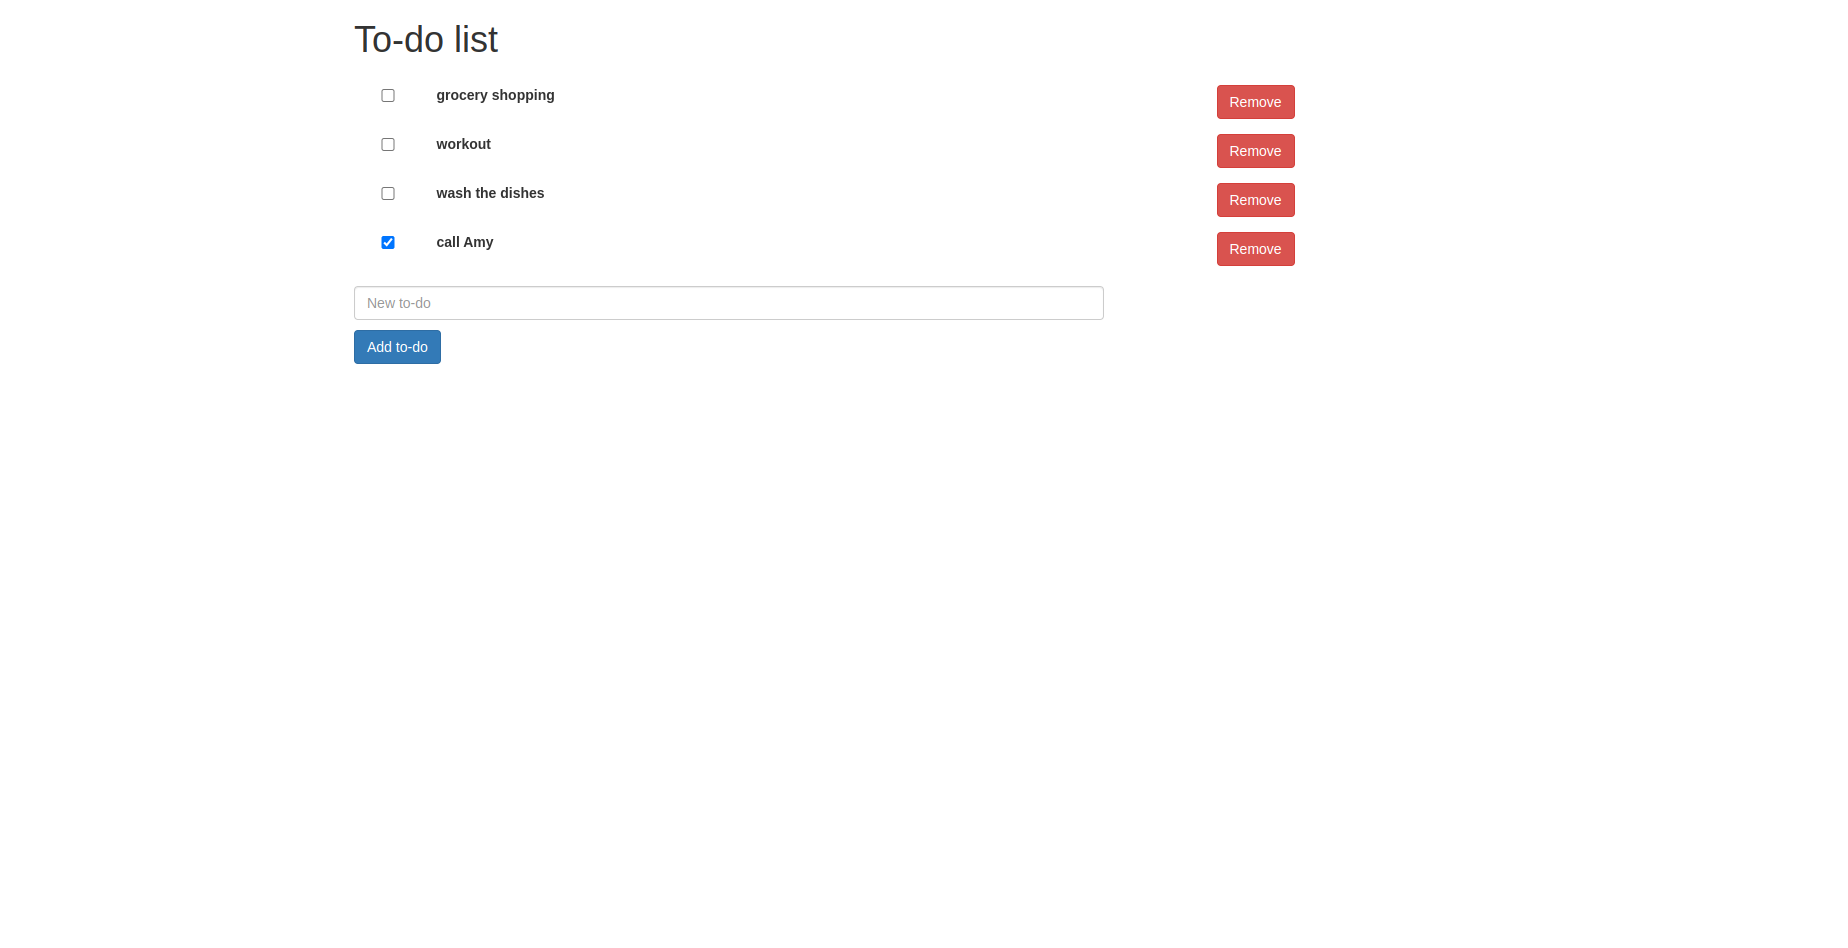 To-do list
grocery shopping Remove
workout Remove
wash the dishes Remove
call Amy Remove
New to-do
Add to-do